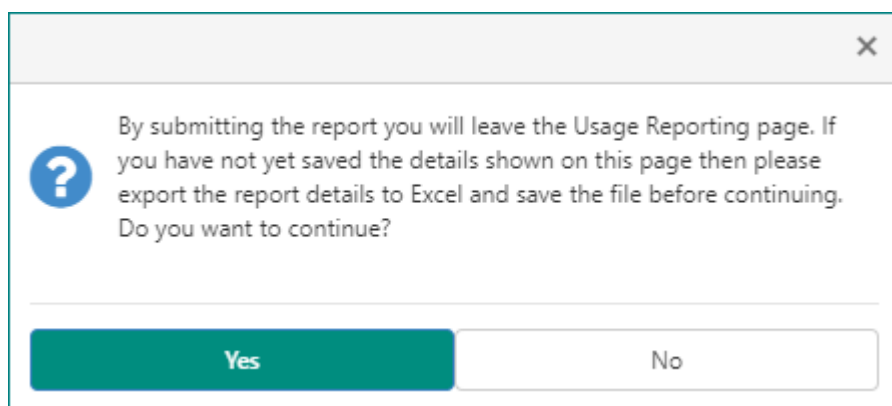 By submitting the report you will leave the Usage Reporting page. If
you have not yet saved the details shown on this page then please
export the report details to Excel and save the file before continuing.
Do you want to continue?
Yes
No